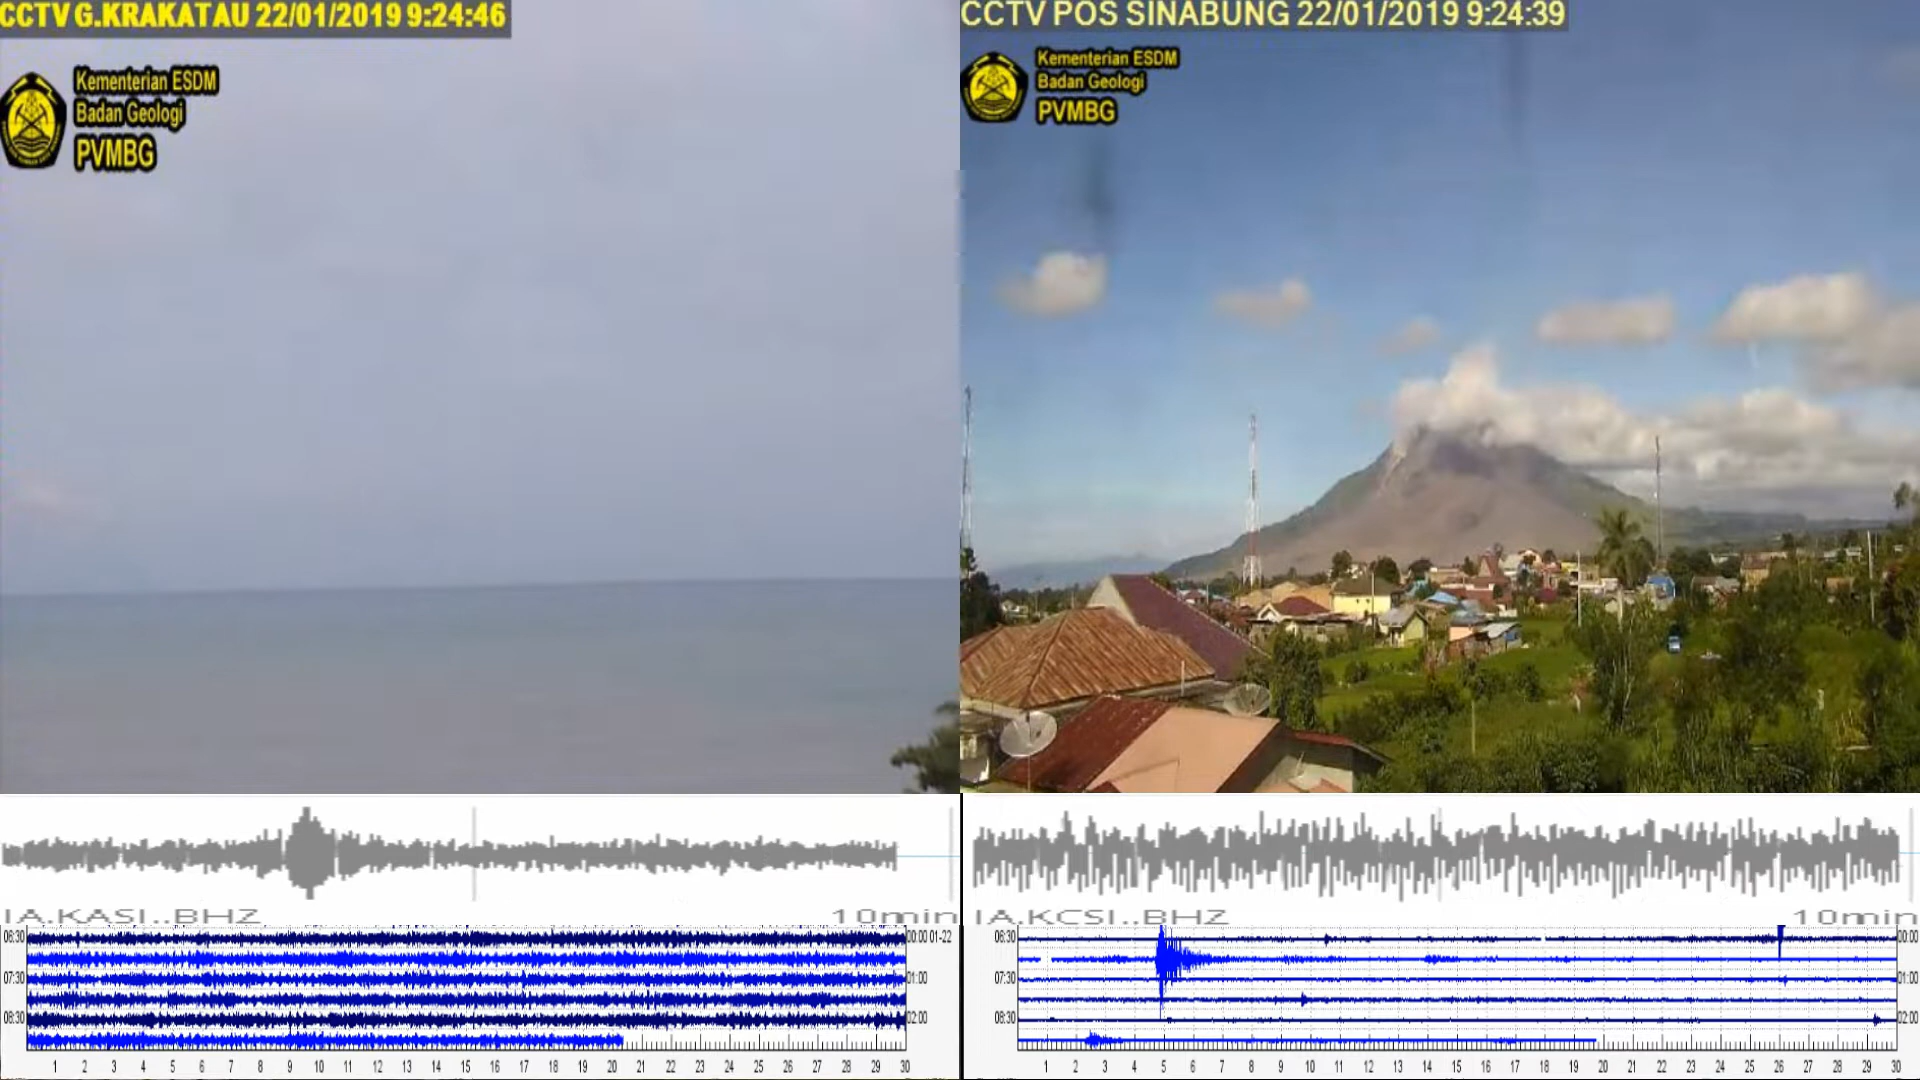 CCTV G.KRAKATAU 22/01/2019 9:24:46
Kementerian ESDM
Badan Geologi
PVMBG
CCTV POS SINABUNG 22/01/2019 9:24:39
Kementerian ESDM
Badan Geologi
PVMBG
IA.KASI..BHZ 10min
06:30 00:00 01-22
07:30 01:00
08:30 02:00
1 2 3 4 5 6 7 8 9 10 11 12 13 14 15 16 17 18 19 20 21 22 23 24 25 26 27 28 29 30
IA.KCSI..BHZ 10min
06:30 00:00
07:30 01:00
08:30 02:00
1 2 3 4 5 6 7 8 9 10 11 12 13 14 15 16 17 18 19 20 21 22 23 24 25 26 27 28 29 30